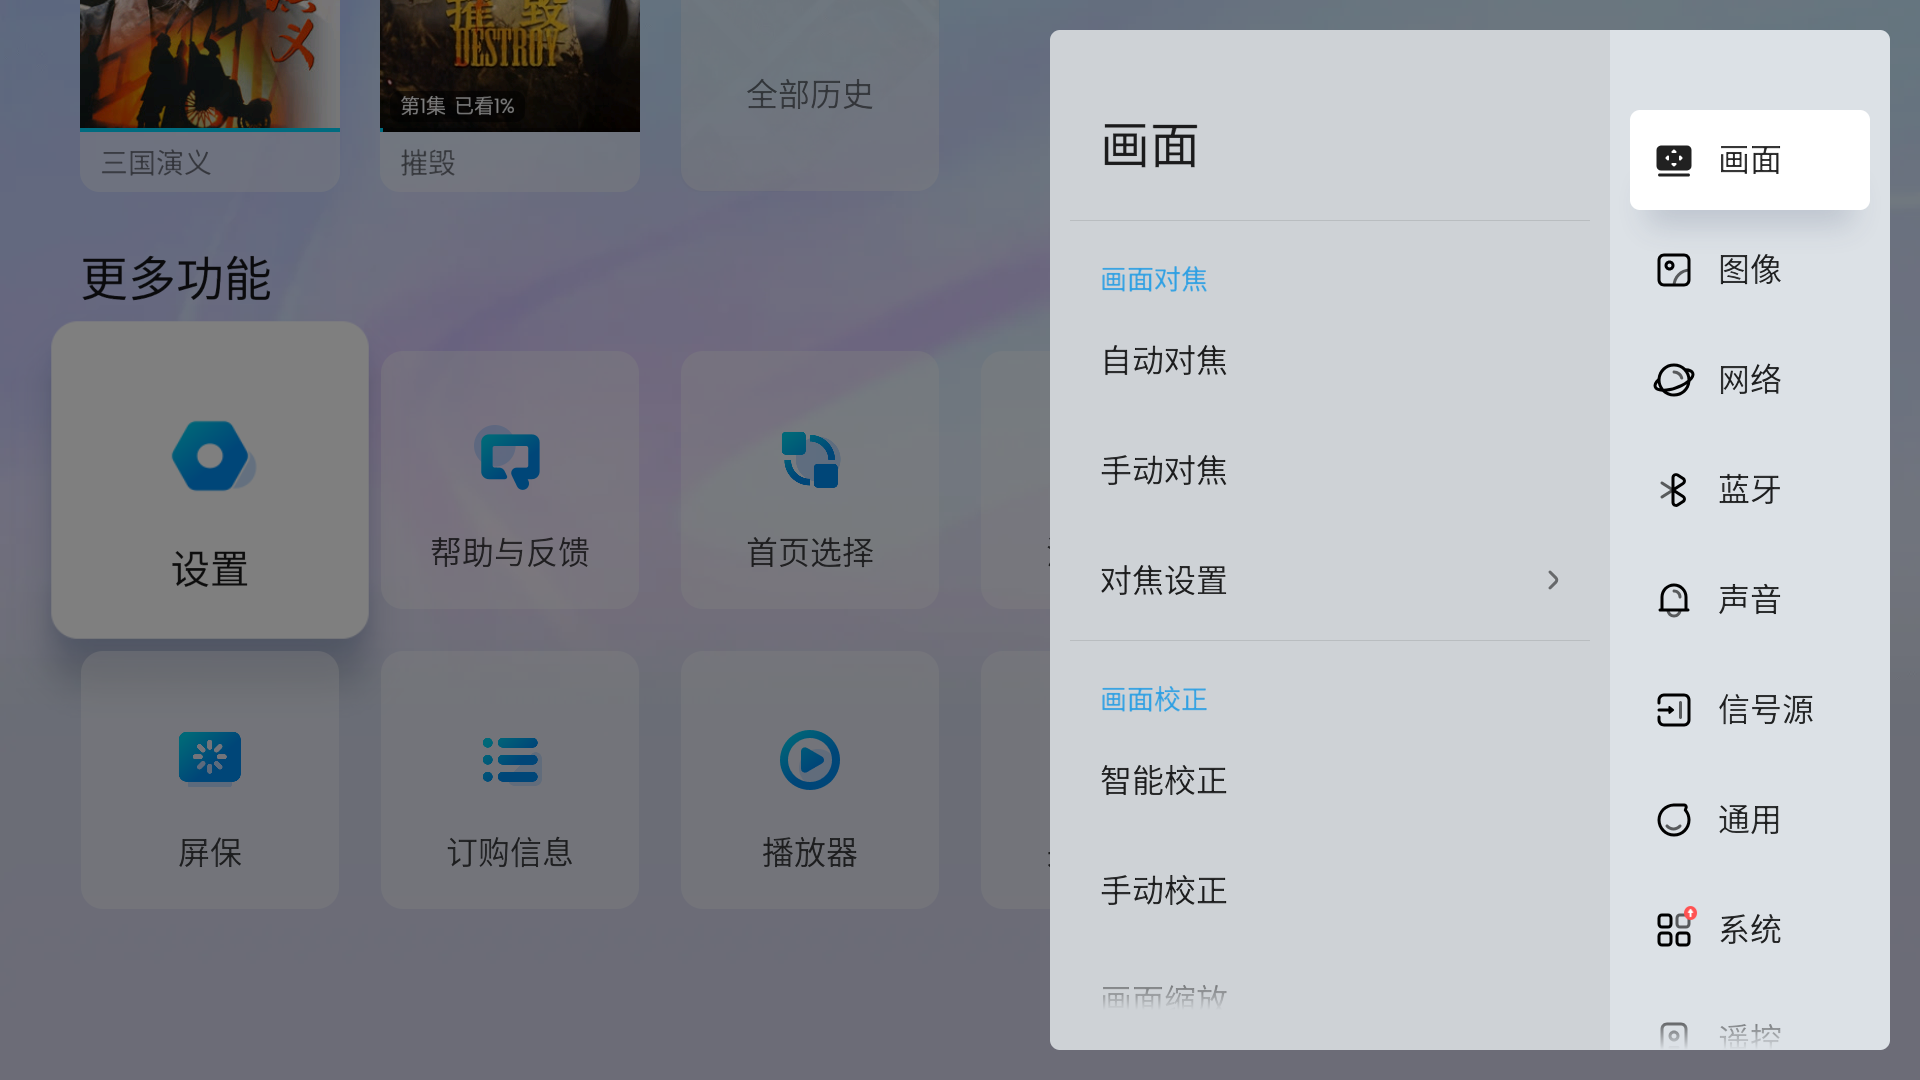 摧毁
DESTROY
第1集 已看1%
三国演义
摧毁
全部历史
更多功能
设置
帮助与反馈
首页选择
屏保
订购信息
播放器
画面
画面对焦
自动对焦
手动对焦
对焦设置
画面校正
智能校正
手动校正
画面缩放
画面
图像
网络
蓝牙
声音
信号源
通用
系统
遥控